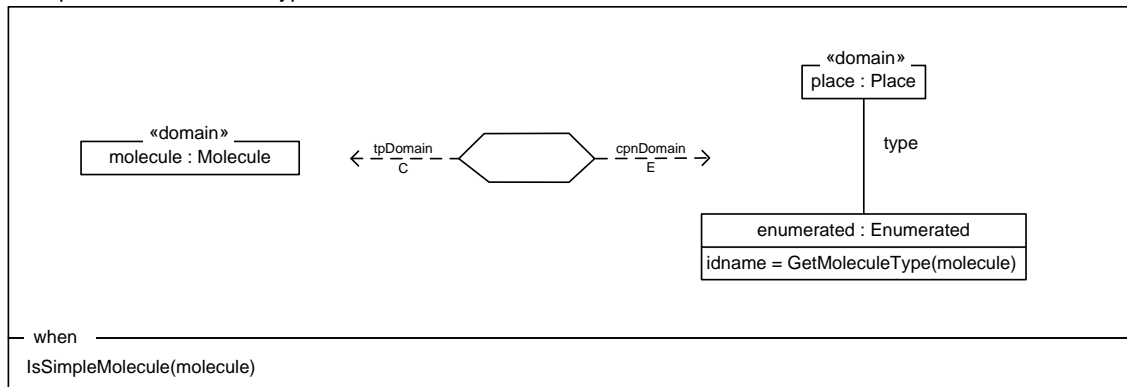 «domain»
place : Place
«domain»
molecule : Molecule
tpDomain
C
cpnDomain
E
type
enumerated : Enumerated
idname = GetMoleculeType(molecule)
when
IsSimpleMolecule(molecule)